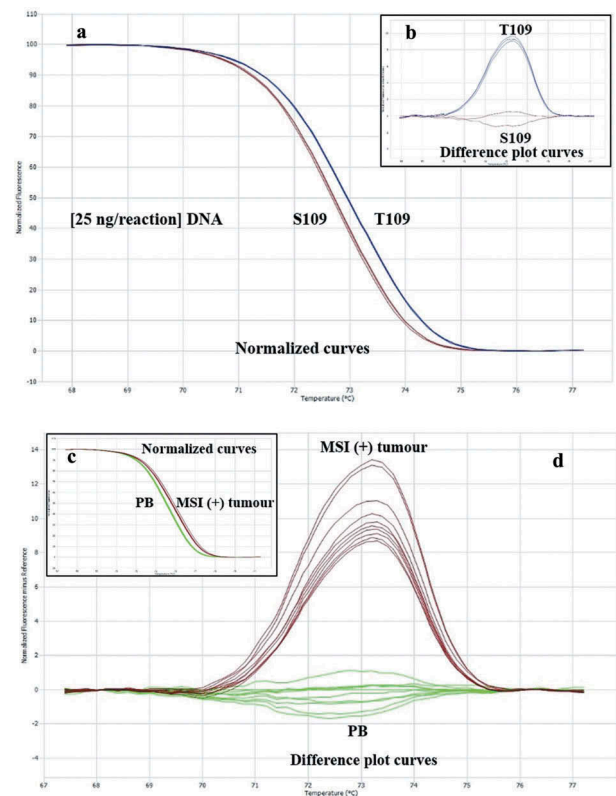 a
100
90
80
70
60
50
40
30
20
10
0
-10
Normalized Fluorescence
[25 ng/reaction] DNA
S109
T109
Normalized curves
68
69
70
71
72
73
74
75
76
77
Temperature (°C)
b
T109
S109
Difference plot curves
c
Normalized curves
PB
MSI (+) tumour
d
MSI (+) tumour
14
12
10
8
6
4
2
0
-2
-4
Normalized Fluorescence minus Reference
PB
Difference plot curves
67
68
69
70
71
72
73
74
75
76
77
Temperature (°C)